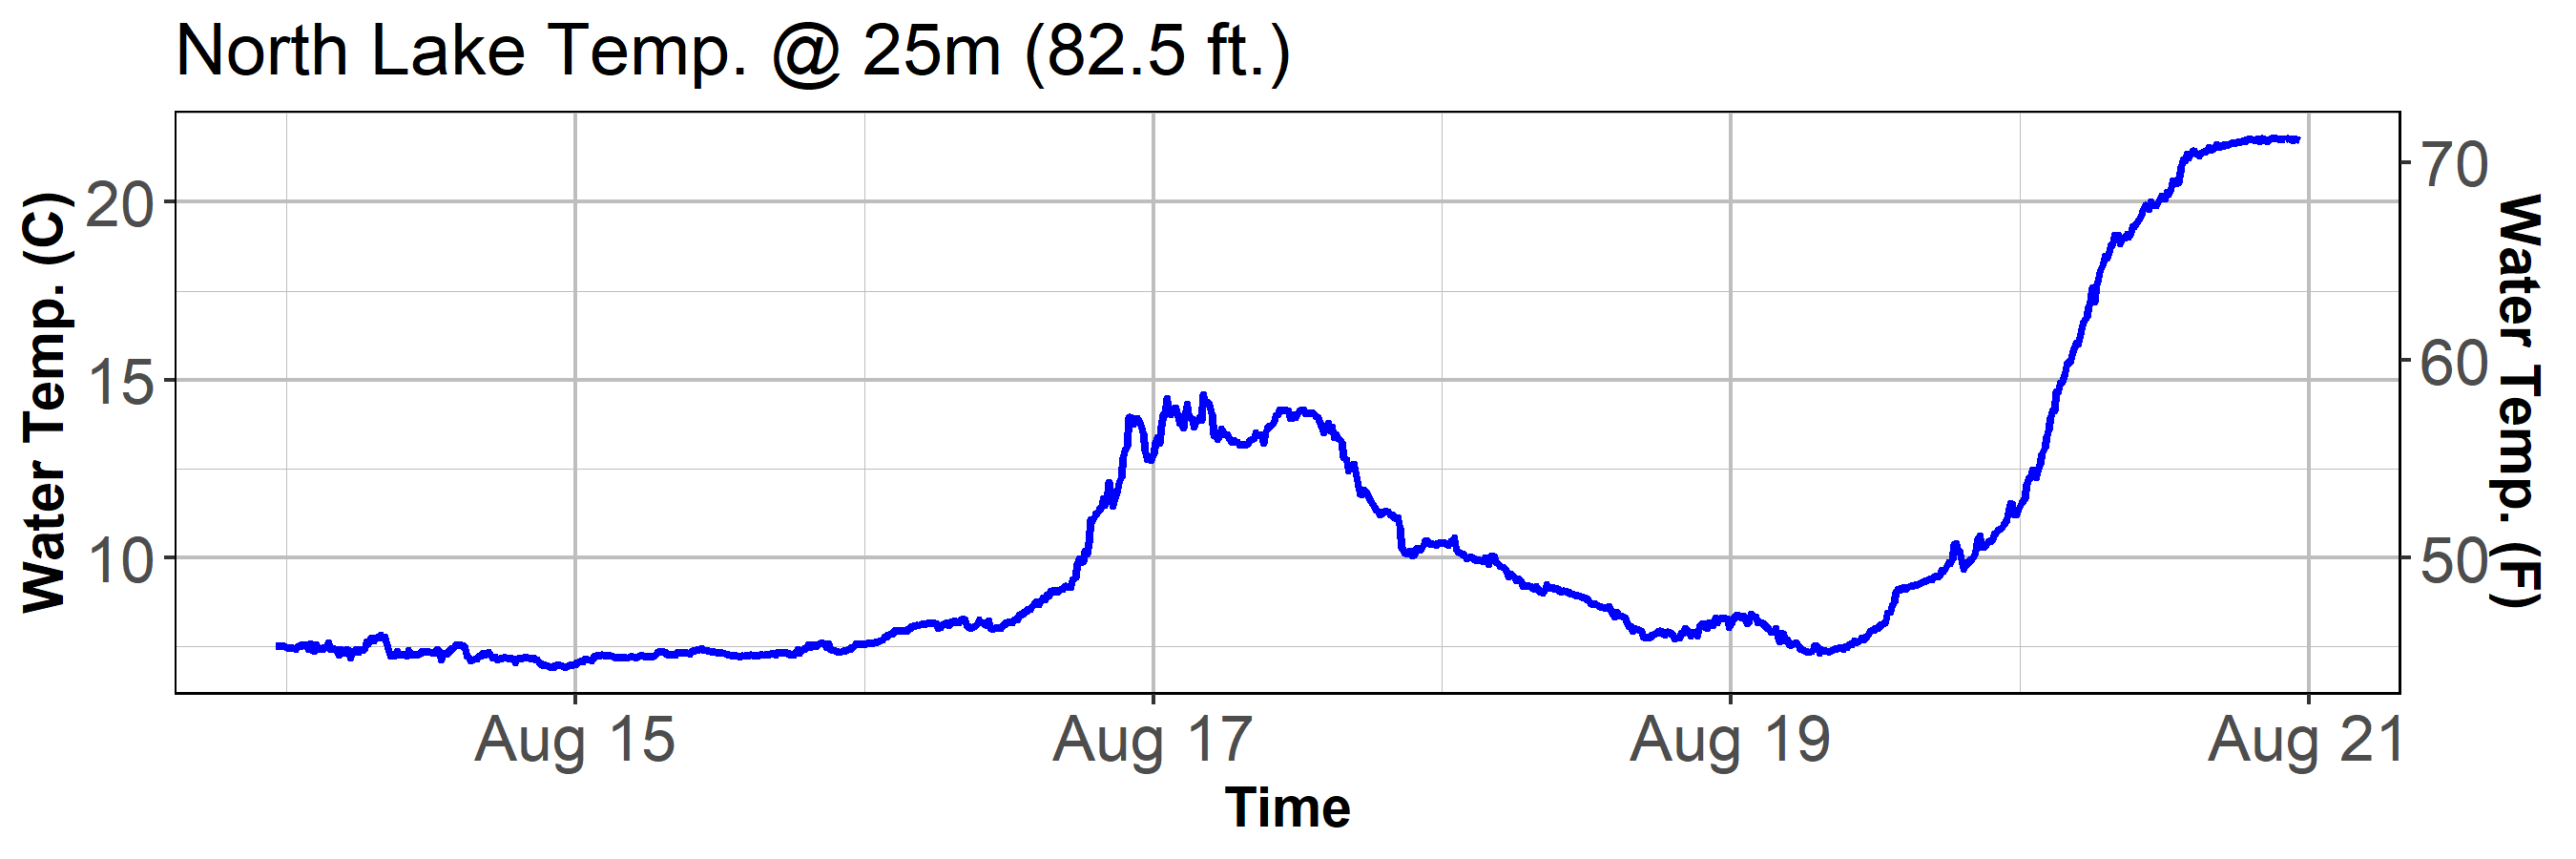 North Lake Temp. @ 25m (82.5 ft.)
Water Temp. (C)
20
15
10
70
60
50
Water Temp. (F)
Aug 15
Aug 17
Aug 19
Aug 21
Time